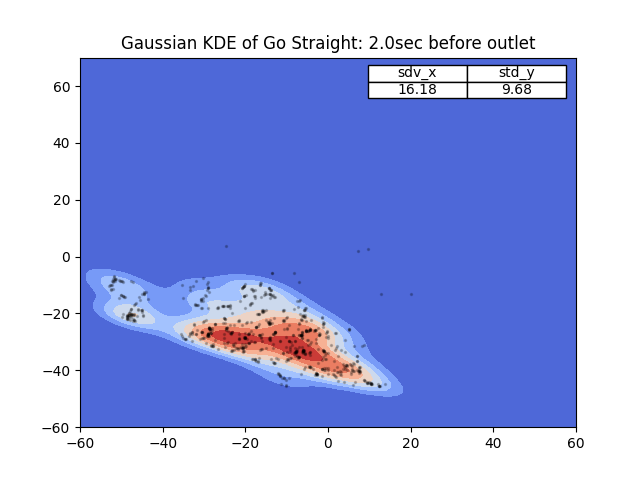 Gaussian KDE of Go Straight: 2.0sec before outlet
sdv_x std_y
16.18 9.68
60
40
20
0
−20
−40
−60
−60 −40 −20 0 20 40 60